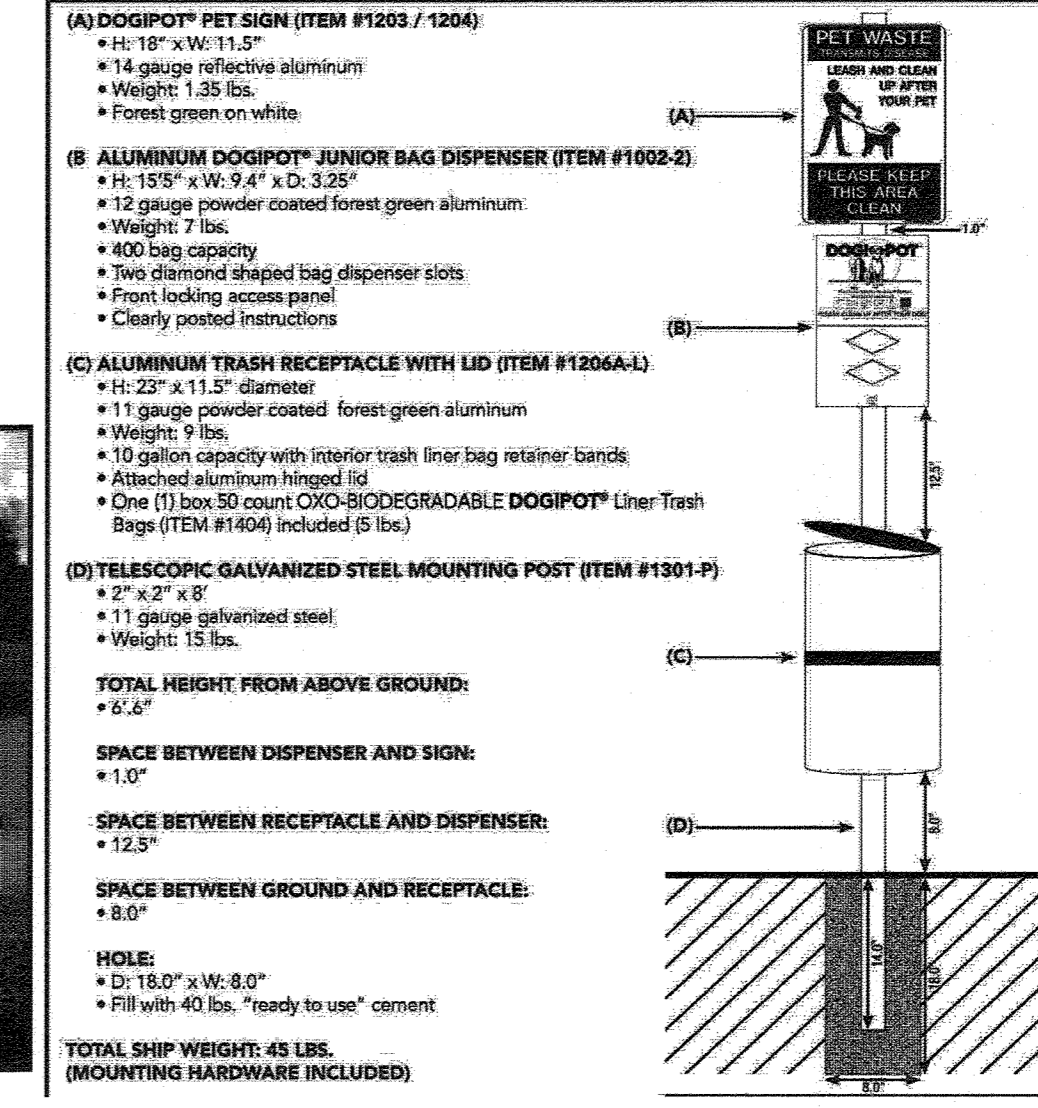 (A) DOGIPOT® PET SIGN (ITEM #1203 / 1204)
• H: 18" x W: 11.5"
• 14 gauge reflective aluminum
• Weight: 1.35 lbs.
• Forest green on white
(B ALUMINUM DOGIPOT® JUNIOR BAG DISPENSER (ITEM #1002-2)
• H: 15'5" x W: 9.4" x D: 3.25"
• 12 gauge powder coated forest green aluminum
• Weight: 7 lbs.
• 400 bag capacity
• Two diamond shaped bag dispenser slots
• Front locking access panel
• Clearly posted instructions
(C) ALUMINUM TRASH RECEPTACLE WITH LID (ITEM #1206A-L)
• H: 23" x 11.5" diameter
• 11 gauge powder coated forest green aluminum
• Weight: 9 lbs.
• 10 gallon capacity with interior trash liner bag retainer bands
• Attached aluminum hinged lid
• One (1) box 50 count OXO-BIODEGRADABLE DOGIPOT® Liner Trash
Bags (ITEM #1404) included (5 lbs.)
(D) TELESCOPIC GALVANIZED STEEL MOUNTING POST (ITEM #1301-P)
• 2" x 2" x 8'
• 11 gauge galvanized steel
• Weight: 15 lbs.
TOTAL HEIGHT FROM ABOVE GROUND:
• 6'.6"
SPACE BETWEEN DISPENSER AND SIGN:
• 1.0"
SPACE BETWEEN RECEPTACLE AND DISPENSER:
• 12.5"
SPACE BETWEEN GROUND AND RECEPTACLE:
• 8.0"
HOLE:
• D: 18.0" x W: 8.0"
• Fill with 40 lbs. "ready to use" cement
TOTAL SHIP WEIGHT: 45 LBS.
(MOUNTING HARDWARE INCLUDED)
PET WASTE
TRANSMITS DISEASE
LEASH AND CLEAN
UP AFTER
YOUR PET
(A)
PLEASE KEEP
THIS AREA
CLEAN
1.0"
DOGIPOT
(B)
12.5"
(C)
(D)
8.0"
14.0"
18.0"
8.0"